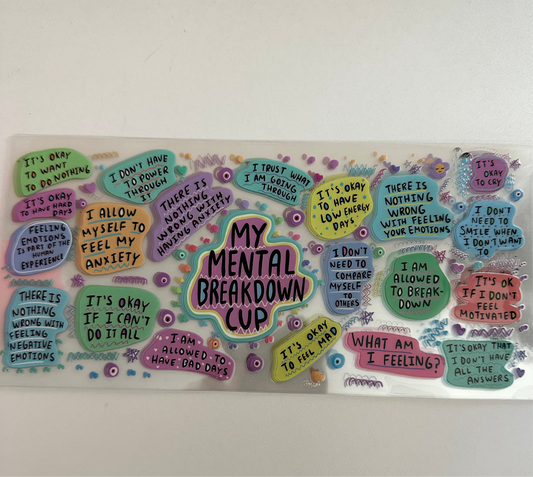 IT'S OKAY
TO WANT
TO DO NOTHING
I DON'T HAVE
TO POWER
THROUGH
IT
THERE IS
NOTHING
WRONG WITH
HAVING ANXIETY
I TRUST WHAT
I AM GOING
THROUGH
IT'S OKAY
TO HAVE
LOW ENERGY
DAYS
THERE IS
NOTHING
WRONG
WITH FEELING
YOUR EMOTIONS
IT'S
OKAY
TO CRY
IT'S OKAY
TO HAVE HARD
DAYS
I ALLOW
MYSELF TO
FEEL MY
ANXIETY
FEELING
EMOTIONS
IS PART OF THE
HUMAN
EXPERIENCE
MY
MENTAL
BREAKDOWN
CUP
I DON'T
NEED TO
COMPARE
MYSELF
TO
OTHERS
I AM
ALLOWED
TO BREAK-
DOWN
I DON'T
NEED TO
SMILE WHEN
I DON'T WANT
TO
IT'S OK
IF I DON'T
FEEL
MOTIVATED
THERE IS
NOTHING
WRONG WITH
FEELING
NEGATIVE
EMOTIONS
IT'S OKAY
IF I CAN'T
DO IT ALL
I AM
ALLOWED TO
HAVE BAD DAYS
IT'S OKAY
TO FEEL MAD
WHAT AM
I FEELING?
IT'S OKAY THAT
I DON'T HAVE
ALL THE
ANSWERS